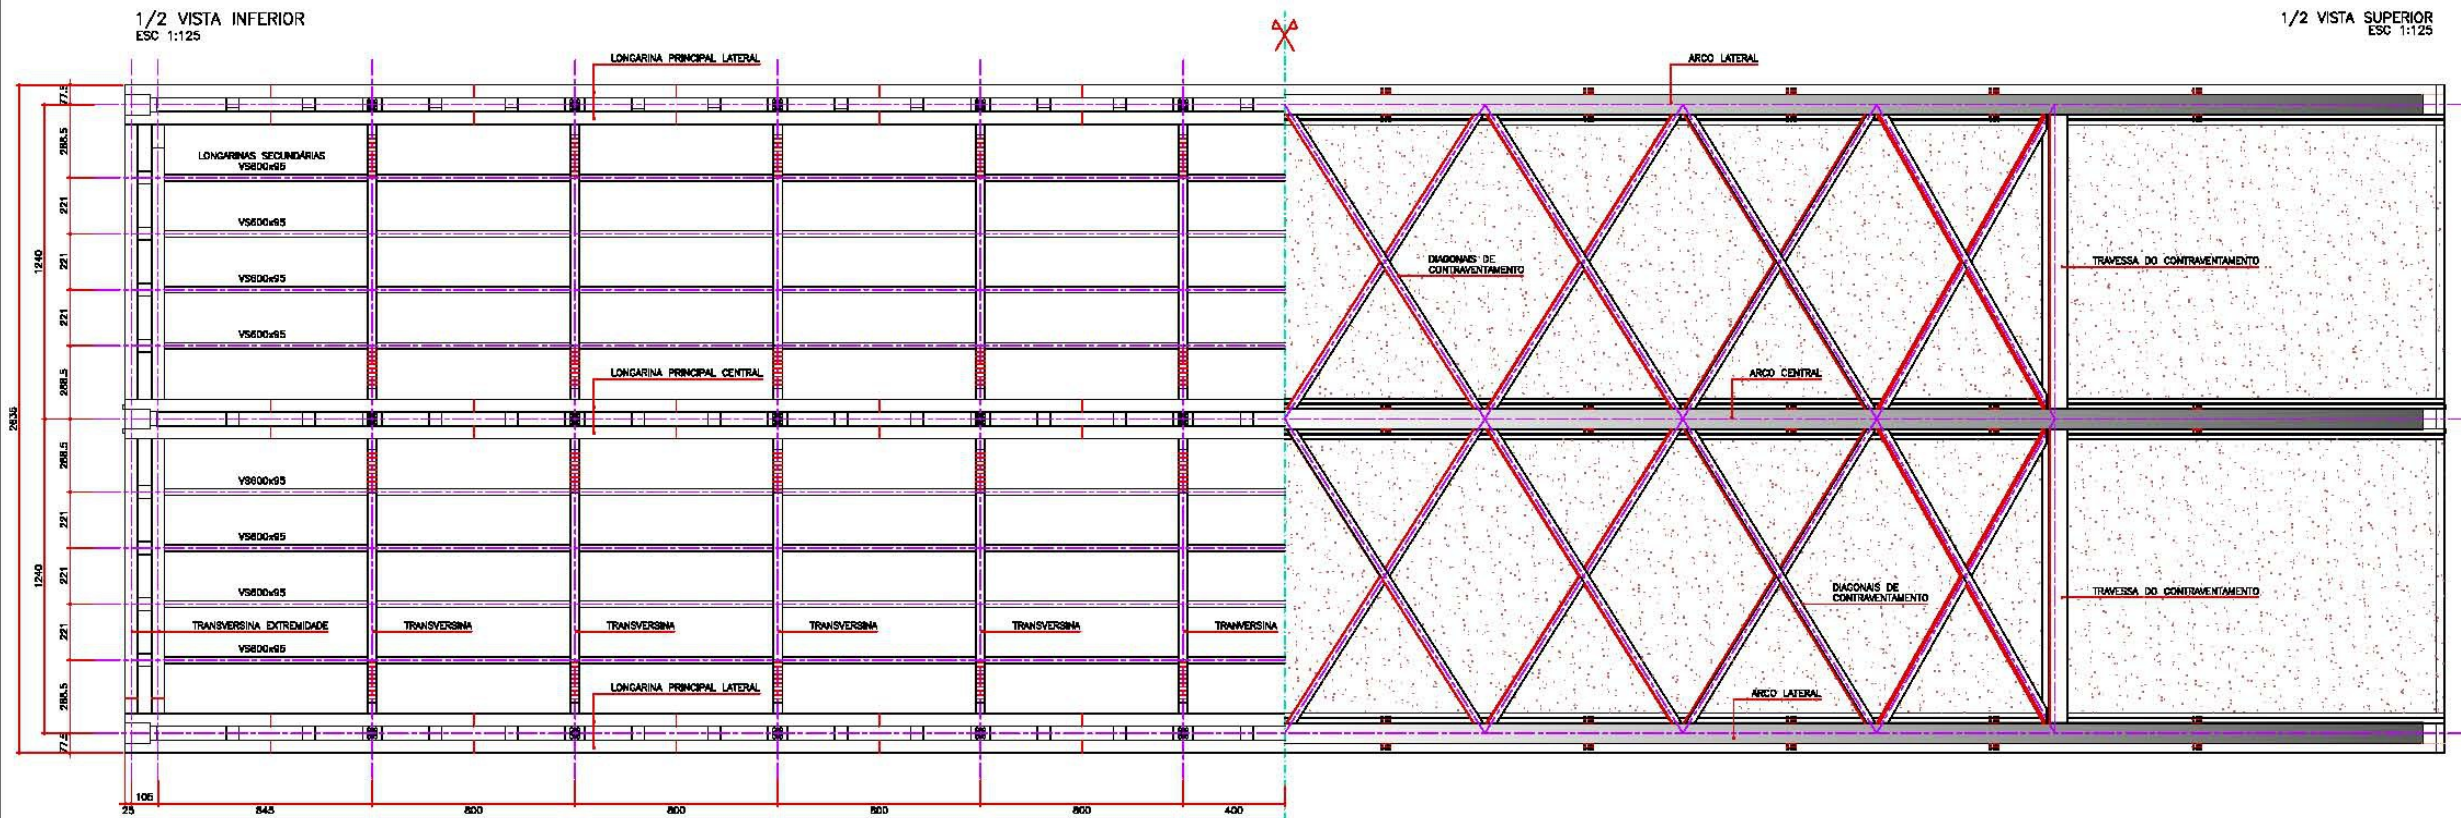 1/2 VISTA INFERIOR
ESC 1:125
1/2 VISTA SUPERIOR
ESC 1:125
LONGARINA PRINCIPAL LATERAL
ARCO LATERAL
77.5
288.5
221
221
221
288.5
288.5
221
221
221
288.5
77.5
1240
1240
2635
LONGARINAS SECUNDÁRIAS
VS600x95
VS600x95
VS600x95
VS600x95
DIAGONAIS DE
CONTRAVENTAMENTO
TRAVESSA DO CONTRAVENTAMENTO
LONGARINA PRINCIPAL CENTRAL
ARCO CENTRAL
VS600x95
VS600x95
VS600x95
DIAGONAIS DE
CONTRAVENTAMENTO
TRAVESSA DO CONTRAVENTAMENTO
TRANSVERSINA EXTREMIDADE
TRANSVERSINA
TRANSVERSINA
TRANSVERSINA
TRANSVERSINA
TRANVERSINA
VS600x95
LONGARINA PRINCIPAL LATERAL
ARCO LATERAL
105
25
845
800
800
800
800
400